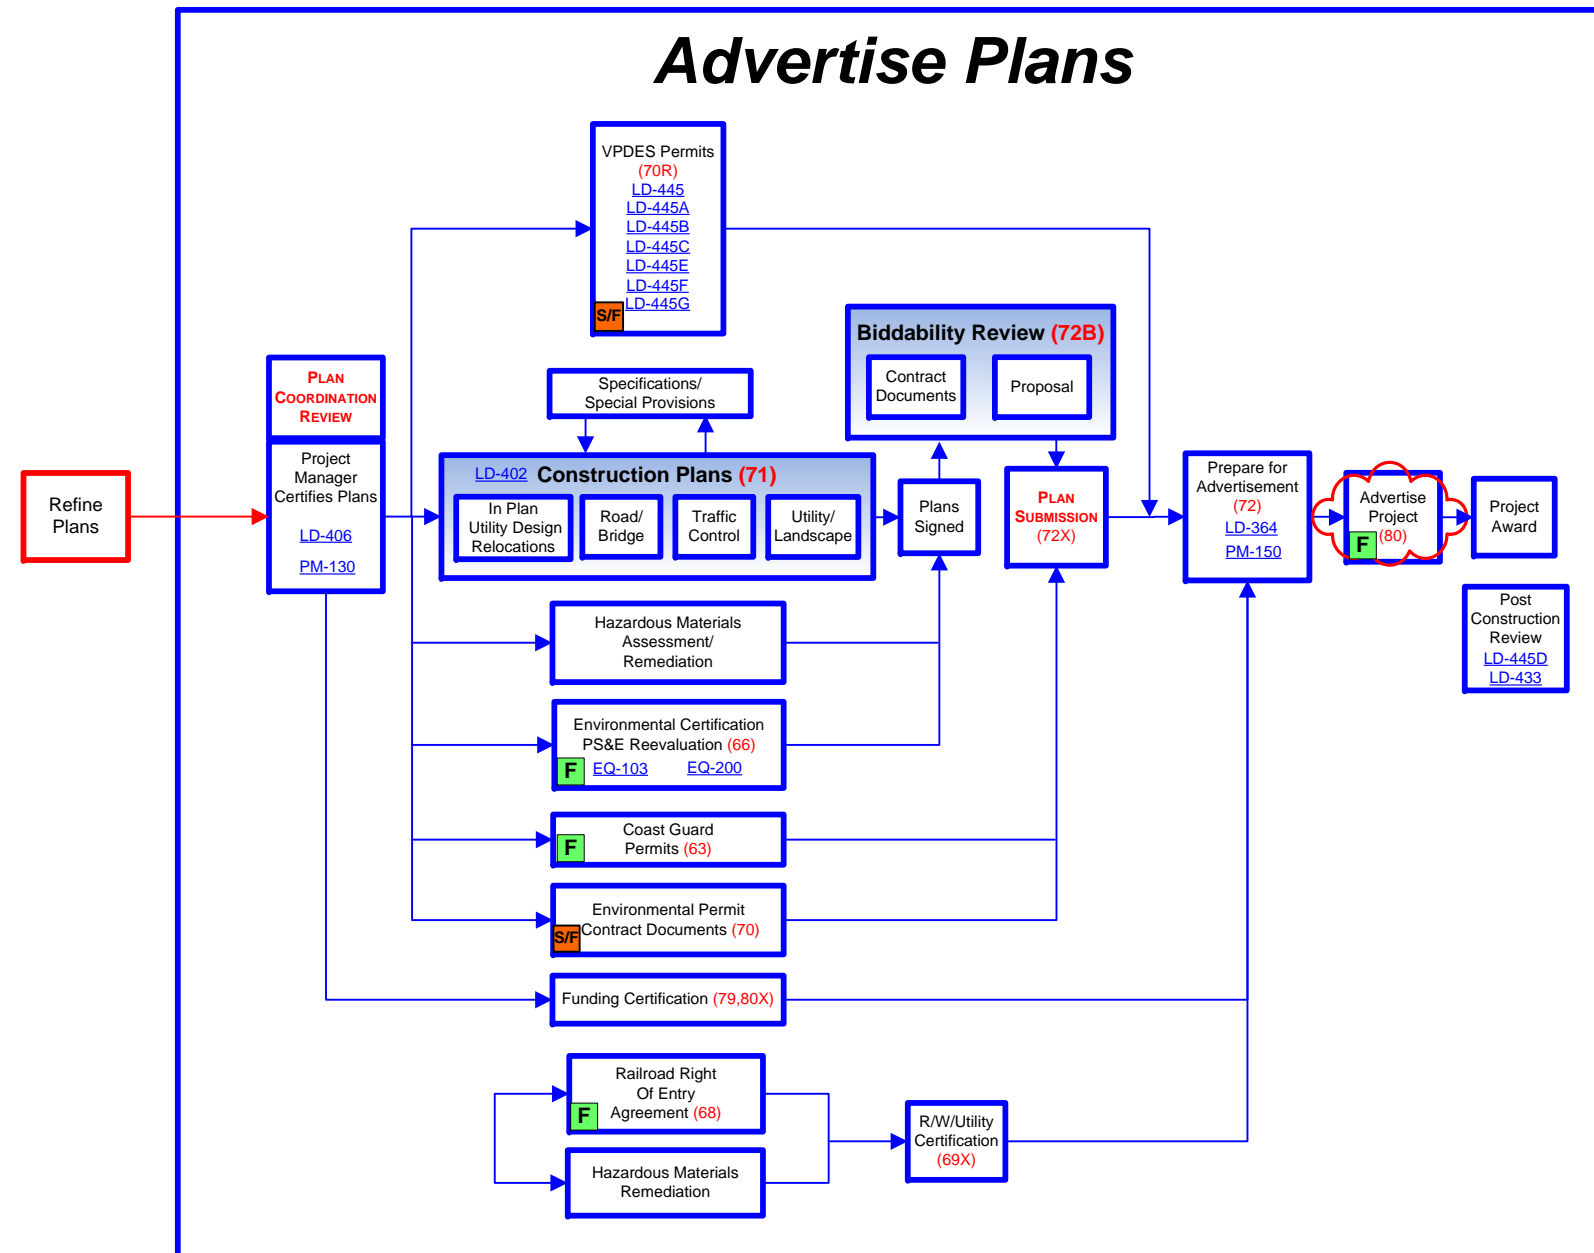 Advertise Plans
VPDES Permits
(70R)
LD-445
LD-445A
LD-445B
LD-445C
LD-445E
LD-445F
LD-445G
S/F
Biddability Review (72B)
Contract
Documents
Proposal
PLAN
COORDINATION
REVIEW
Specifications/
Special Provisions
Refine
Plans
Project
Manager
Certifies Plans
LD-406
PM-130
LD-402 Construction Plans (71)
In Plan
Utility Design
Relocations
Road/
Bridge
Traffic
Control
Utility/
Landscape
Plans
Signed
PLAN
SUBMISSION
(72X)
Prepare for
Advertisement
(72)
LD-364
PM-150
Advertise
Project
(80)
F
Project
Award
Post
Construction
Review
LD-445D
LD-433
Hazardous Materials
Assessment/
Remediation
Environmental Certification
PS&E Reevaluation (66)
F EQ-103 EQ-200
Coast Guard
Permits (63)
F
Environmental Permit
Contract Documents (70)
S/F
Funding Certification (79,80X)
Railroad Right
Of Entry
Agreement (68)
F
R/W/Utility
Certification
(69X)
Hazardous Materials
Remediation